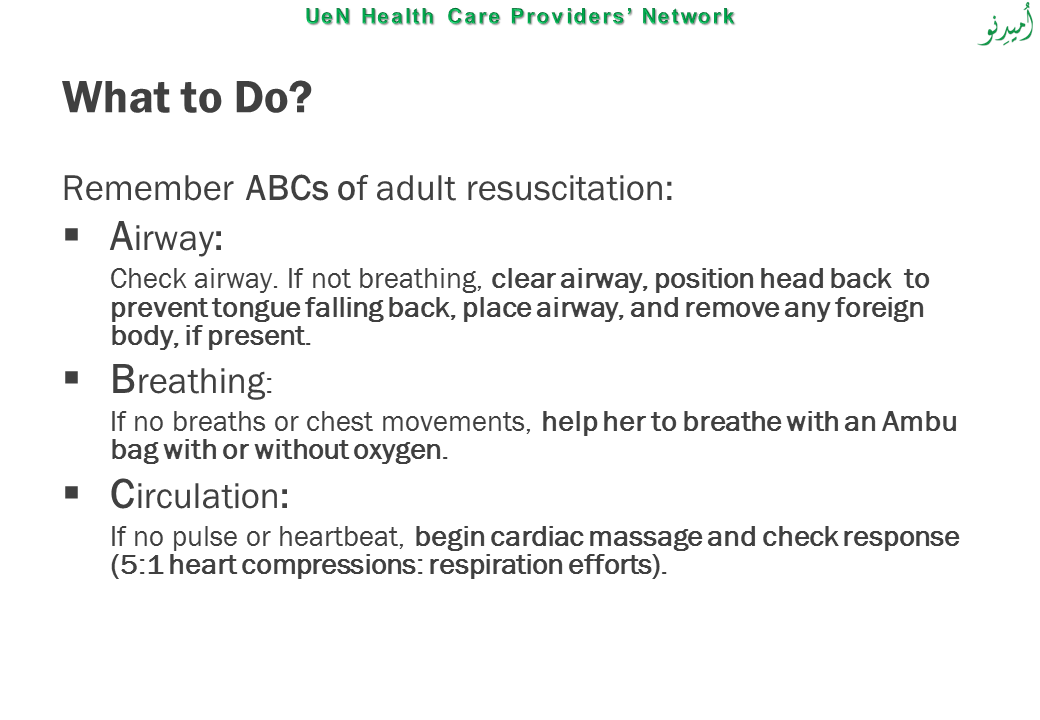 UeN Health Care Providers’ Network
أُميدِنو
What to Do?
Remember ABCs of adult resuscitation:
▪ Airway:
Check airway. If not breathing, clear airway, position head back to
prevent tongue falling back, place airway, and remove any foreign
body, if present.
▪ Breathing:
If no breaths or chest movements, help her to breathe with an Ambu
bag with or without oxygen.
▪ Circulation:
If no pulse or heartbeat, begin cardiac massage and check response
(5:1 heart compressions: respiration efforts).